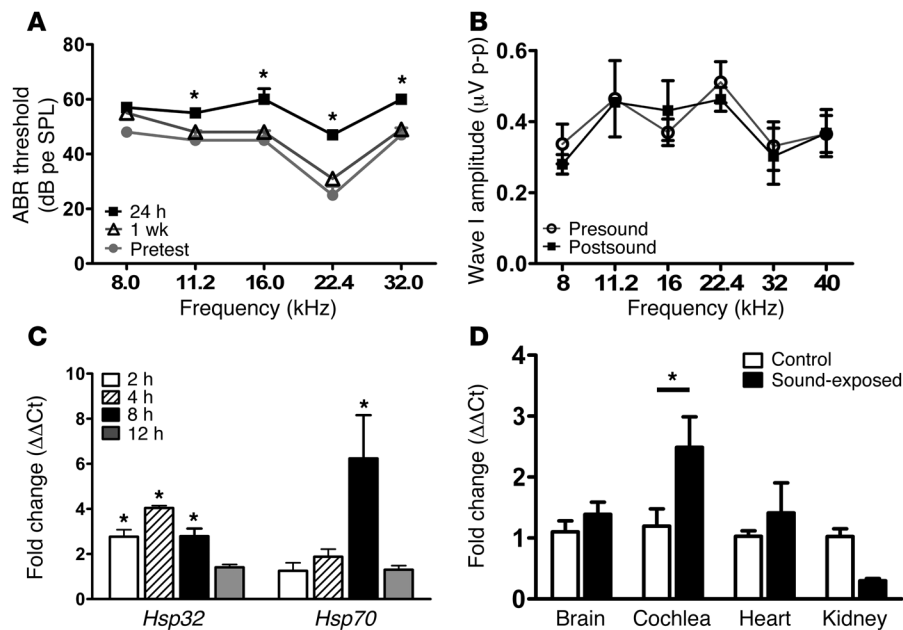 A
80
60
40
20
0
ABR threshold
(dB pe SPL)
*
*
*
*
24 h
1 wk
Pretest
8.0 11.2 16.0 22.4 32.0
Frequency (kHz)
B
0.6
0.4
0.2
0.0
Wave I amplitude (μV p-p)
Presound
Postsound
8 11.2 16 22.4 32 40
Frequency (kHz)
C
10
8
6
4
2
0
Fold change (ΔΔCt)
2 h
4 h
8 h
12 h
*
*
*
*
Hsp32 Hsp70
D
4
3
2
1
0
Fold change (ΔΔCt)
Control
Sound-exposed
*
Brain Cochlea Heart Kidney